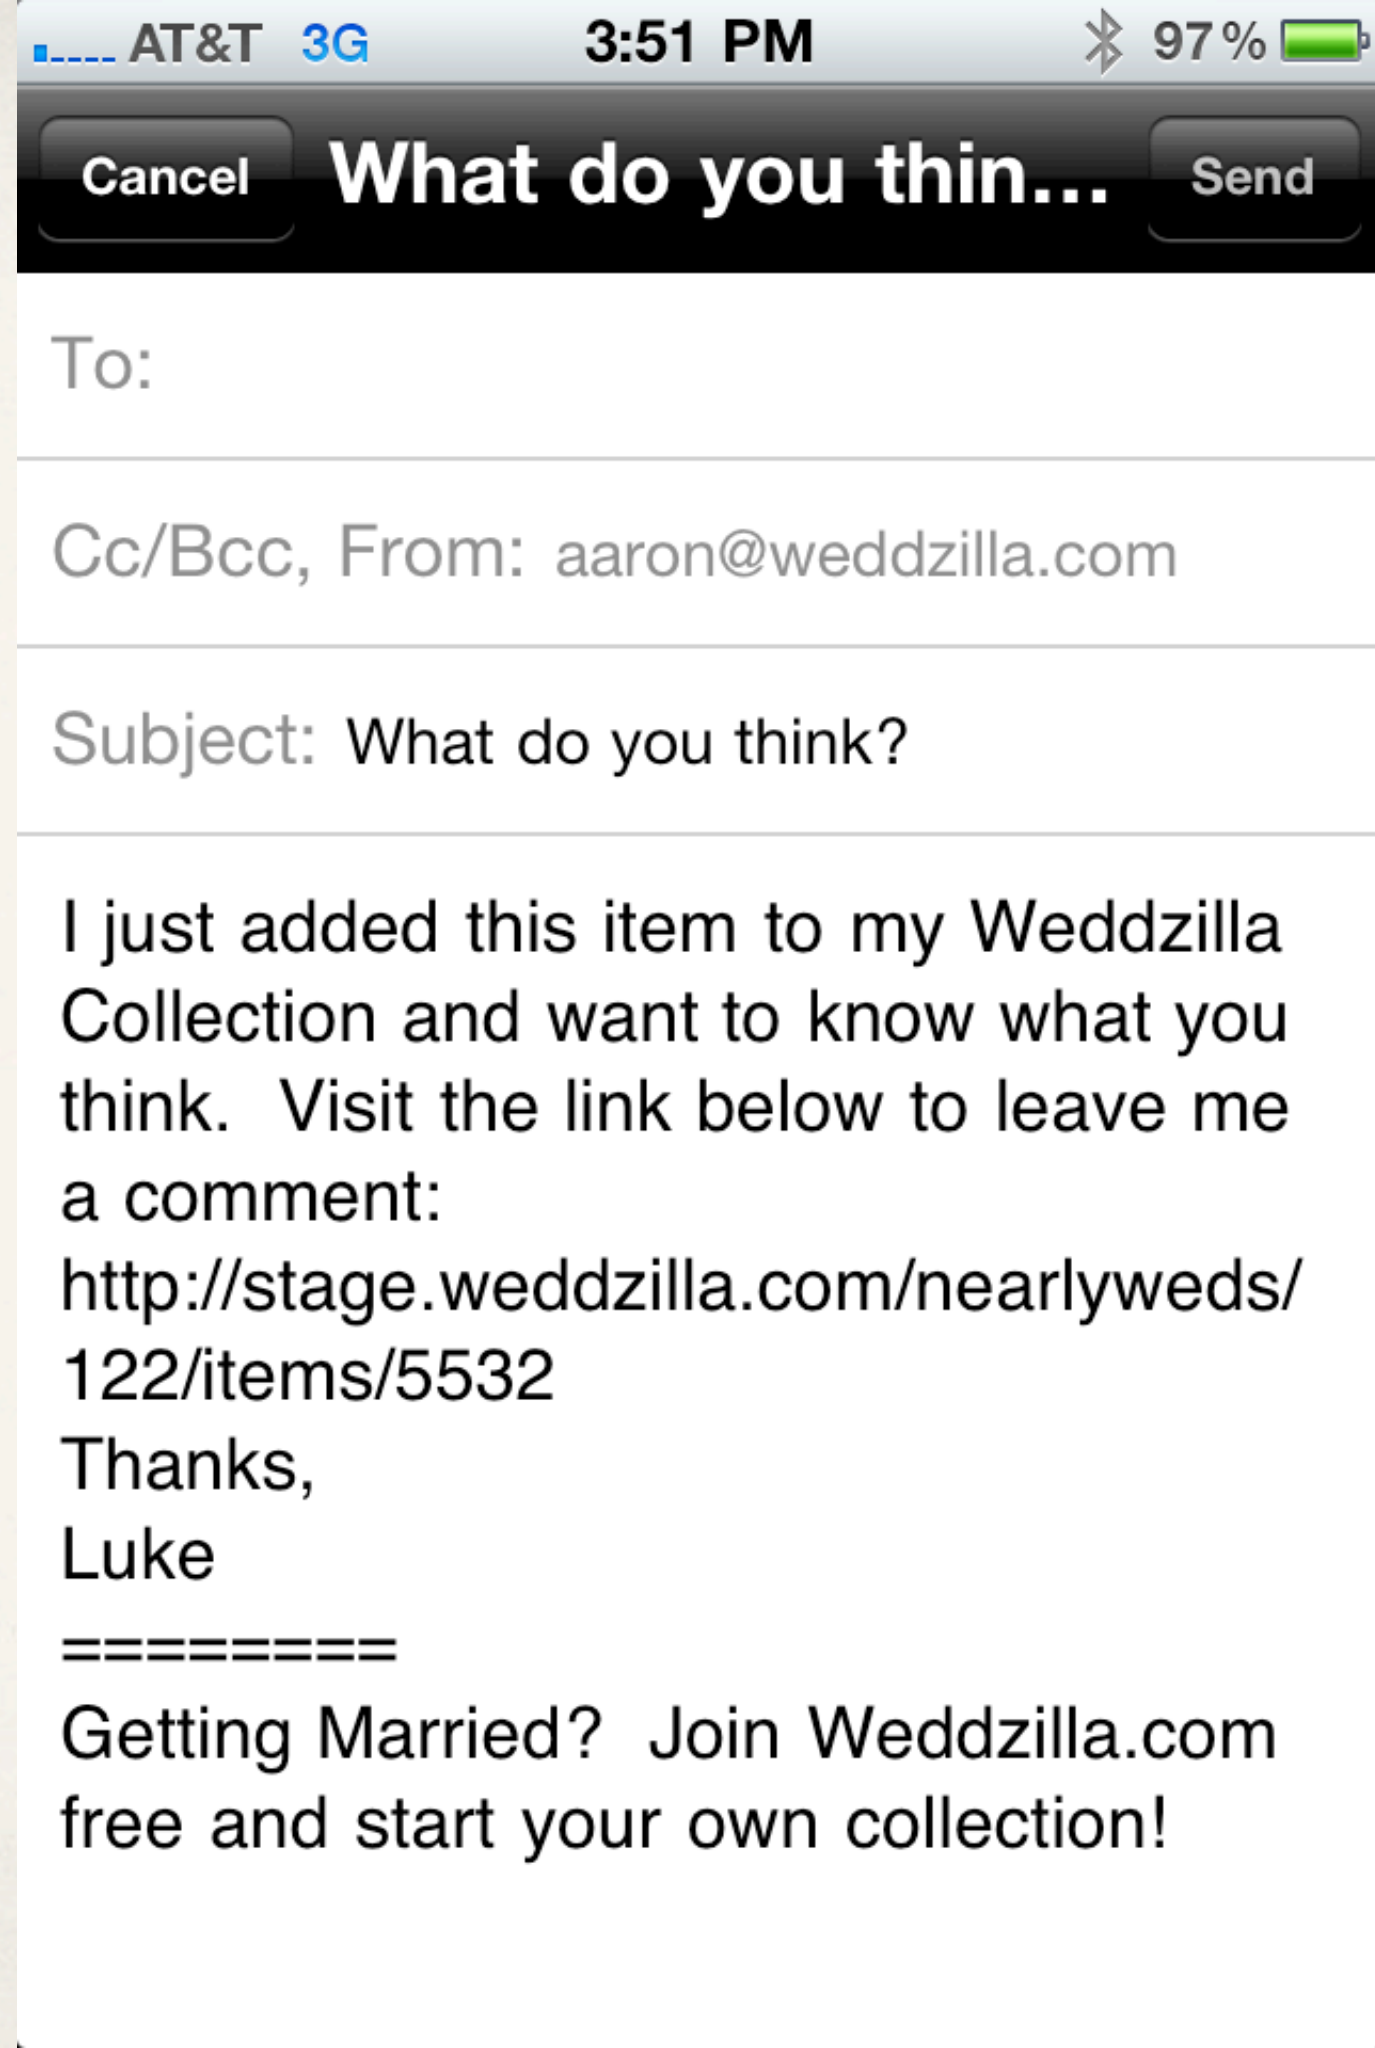 AT&T 3G 3:51 PM 97%
Cancel What do you thin... Send
To:
Cc/Bcc, From: aaron@weddzilla.com
Subject: What do you think?
I just added this item to my Weddzilla
Collection and want to know what you
think.  Visit the link below to leave me
a comment:
http://stage.weddzilla.com/nearlyweds/
122/items/5532
Thanks,
Luke
========
Getting Married?  Join Weddzilla.com
free and start your own collection!